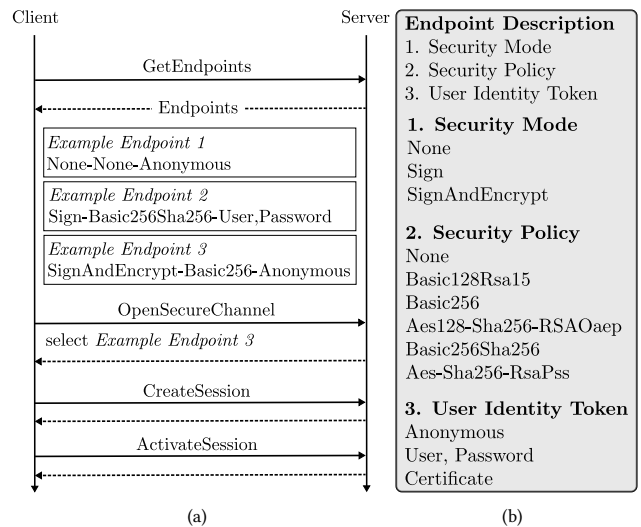 Client
Server
GetEndpoints
Endpoints
Example Endpoint 1
None-None-Anonymous
Example Endpoint 2
Sign-Basic256Sha256-User,Password
Example Endpoint 3
SignAndEncrypt-Basic256-Anonymous
OpenSecureChannel
select Example Endpoint 3
CreateSession
ActivateSession
(a)
Endpoint Description
1. Security Mode
2. Security Policy
3. User Identity Token
1. Security Mode
None
Sign
SignAndEncrypt
2. Security Policy
None
Basic128Rsa15
Basic256
Aes128-Sha256-RSAOaep
Basic256Sha256
Aes-Sha256-RsaPss
3. User Identity Token
Anonymous
User, Password
Certificate
(b)